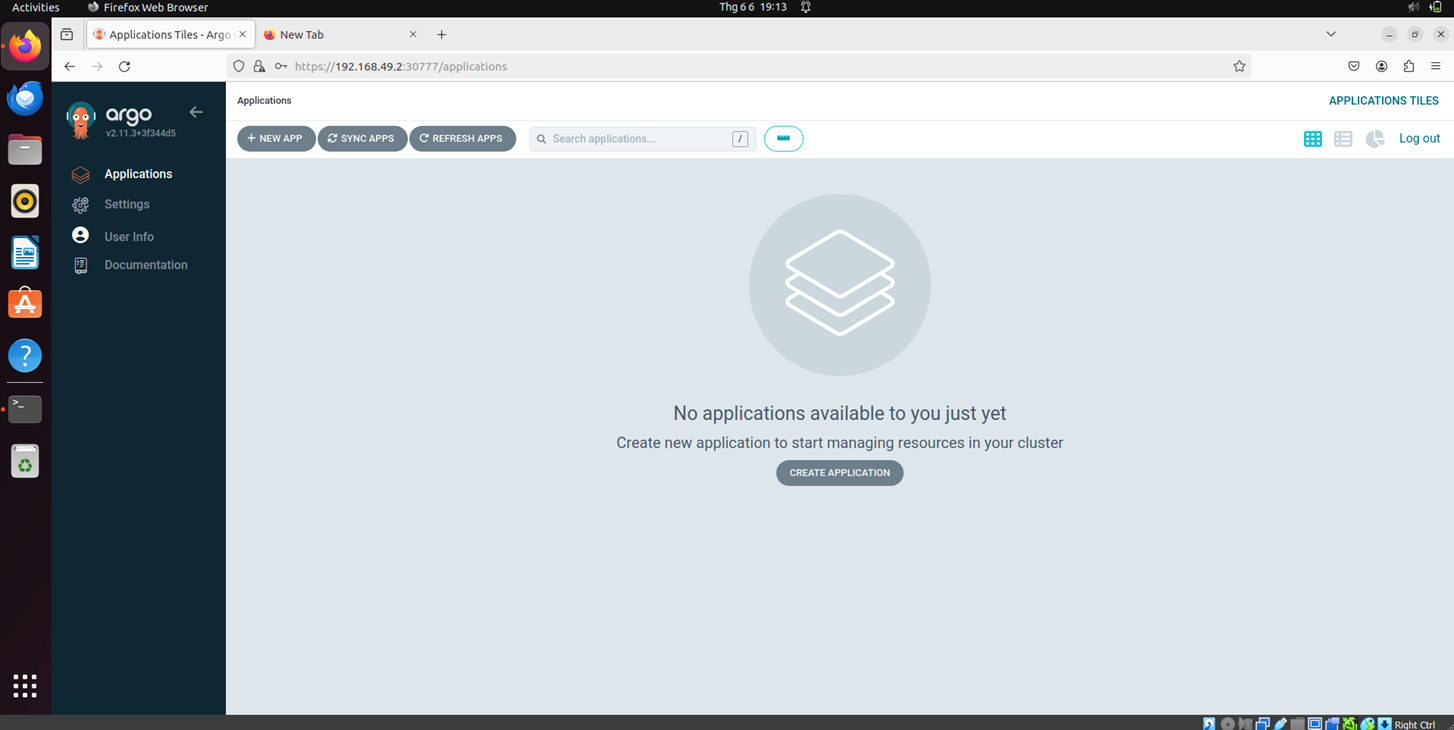 Activities
Firefox Web Browser
Thg 6 6 19:13
Applications Tiles - Argo
New Tab
https://192.168.49.2:30777/applications
argo
v2.11.3+3f344d5
Applications
Settings
User Info
Documentation
Applications
APPLICATIONS TILES
NEW APP
SYNC APPS
REFRESH APPS
Search applications...
/
Log out
No applications available to you just yet
Create new application to start managing resources in your cluster
CREATE APPLICATION
Right Ctrl